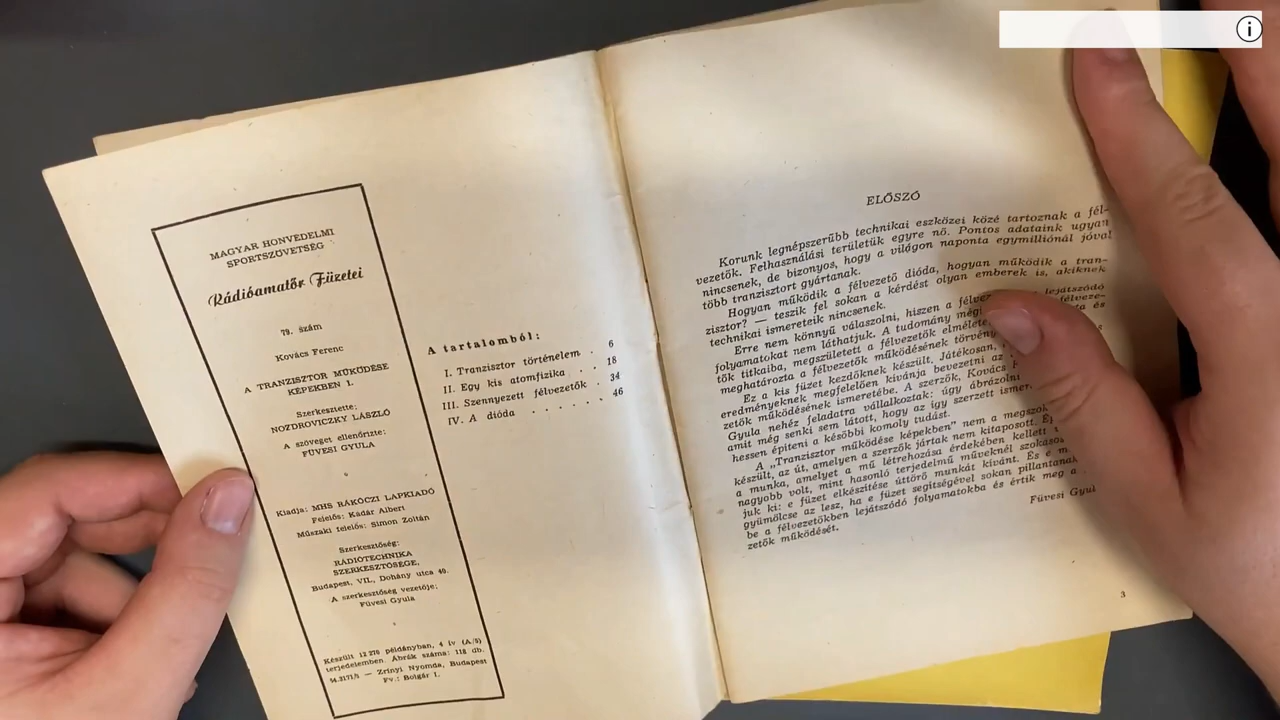 MAGYAR HONVÉDELMI
SPORTSZÖVETSÉG
Rádióamatőr Füzetei
79. szám
Kovács Ferenc
A TRANZISZTOR MŰKÖDÉSE
KÉPEKBEN I.
Szerkesztette:
NOZDROVICZKY LÁSZLÓ
A szöveget ellenőrizte:
FÜVESI GYULA
Kiadja: MHS RÁKÓCZI LAPKIADÓ
Felelős: Kádár Albert
Műszaki felelős: Simon Zoltán
Szerkesztőség:
RÁDIÓTECHNIKA
SZERKESZTŐSÉGE,
Budapest, VII., Dohány utca 40.
A szerkesztőség vezetője:
Füvesi Gyula
Készült 12 270 példányban, 4 ív (A/5)
terjedelemben. Ábrák száma: 118 db.
64.2171/1 — Zrínyi Nyomda, Budapest
Fv.: Bolgár I.
A tartalomból:
I. Tranzisztor történelem . 6
II. Egy kis atomfizika . . . 18
III. Szennyezett félvezetők . 34
IV. A dióda . . . . . . 46
ELŐSZÓ
Korunk legnépszerűbb technikai eszközei közé tartoznak a fél-
vezetők. Felhasználási területük egyre nő. Pontos adataink ugyan
nincsenek, de bizonyos, hogy a világon naponta egymilliónál jóval
több tranzisztort gyártanak.
Hogyan működik a félvezető dióda, hogyan működik a tran-
zisztor? — teszik fel sokan a kérdést olyan emberek is, akiknek
technikai ismereteik nincsenek.
Erre nem könnyű válaszolni, hiszen a félvez lejátszódó
folyamatokat nem láthatjuk. A tudomány még félveze-
tők titkaiba, megszületett a félvezetők elmélete és
meghatározta a félvezetők működésének törvény
Ez a kis füzet kezdőknek készült. Játékosan,
eredményeknek megfelelően kívánja bevezetni az
zetők működésének ismeretébe. A szerzők, Kovács F
Gyula nehéz feladatra vállalkoztak: úgy ábrázolni
amit még senki sem látott, hogy az így szerzett ismer
hessen építeni a későbbi komoly tudást.
A „Tranzisztor működése képekben" nem a megszok
készült, az út, amelyen a szerzők jártak nem kitaposott. Ép
a munka, amelyet a mű létrehozása érdekében kellett
nagyobb volt, mint hasonló terjedelmű műveknél szokásos
juk ki: e füzet elkészítése úttörő munkát kívánt. És e m
gyümölcse az lesz, ha e füzet segítségével sokan pillantanak
be a félvezetőkben lejátszódó folyamatokba és értik meg a
zetők működését.
Füvesi Gyul
3